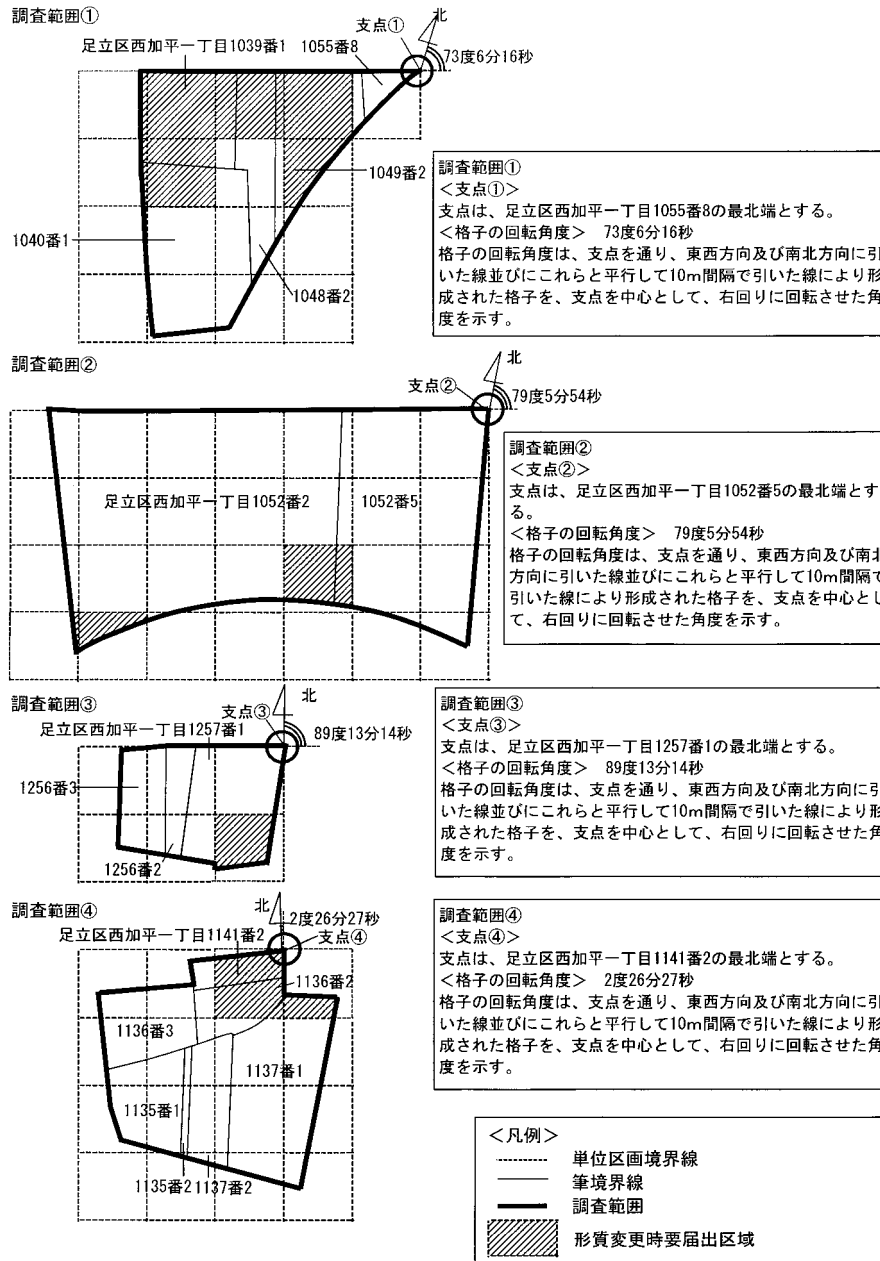 調査範囲①
支点①
北
足立区西加平一丁目1039番1
1055番8
73度6分16秒
1049番2
1040番1
1048番2
調査範囲①
＜支点①＞
支点は、足立区西加平一丁目1055番8の最北端とする。
＜格子の回転角度＞　73度6分16秒
格子の回転角度は、支点を通り、東西方向及び南北方向に引
いた線並びにこれらと平行して10m間隔で引いた線により形
成された格子を、支点を中心として、右回りに回転させた角
度を示す。
調査範囲②
支点②
北
79度5分54秒
足立区西加平一丁目1052番2
1052番5
調査範囲②
＜支点②＞
支点は、足立区西加平一丁目1052番5の最北端とす
る。
＜格子の回転角度＞　79度5分54秒
格子の回転角度は、支点を通り、東西方向及び南北
方向に引いた線並びにこれらと平行して10m間隔で
引いた線により形成された格子を、支点を中心とし
て、右回りに回転させた角度を示す。
調査範囲③
支点③
北
足立区西加平一丁目1257番1
89度13分14秒
1256番3
1256番2
調査範囲③
＜支点③＞
支点は、足立区西加平一丁目1257番1の最北端とする。
＜格子の回転角度＞　89度13分14秒
格子の回転角度は、支点を通り、東西方向及び南北方向に引
いた線並びにこれらと平行して10m間隔で引いた線により形
成された格子を、支点を中心として、右回りに回転させた角
度を示す。
調査範囲④
北
2度26分27秒
足立区西加平一丁目1141番2
支点④
1136番2
1136番3
1137番1
1135番1
1135番2
1137番2
調査範囲④
＜支点④＞
支点は、足立区西加平一丁目1141番2の最北端とする。
＜格子の回転角度＞　2度26分27秒
格子の回転角度は、支点を通り、東西方向及び南北方向に引
いた線並びにこれらと平行して10m間隔で引いた線により形
成された格子を、支点を中心として、右回りに回転させた角
度を示す。
＜凡例＞
単位区画境界線
筆境界線
調査範囲
形質変更時要届出区域